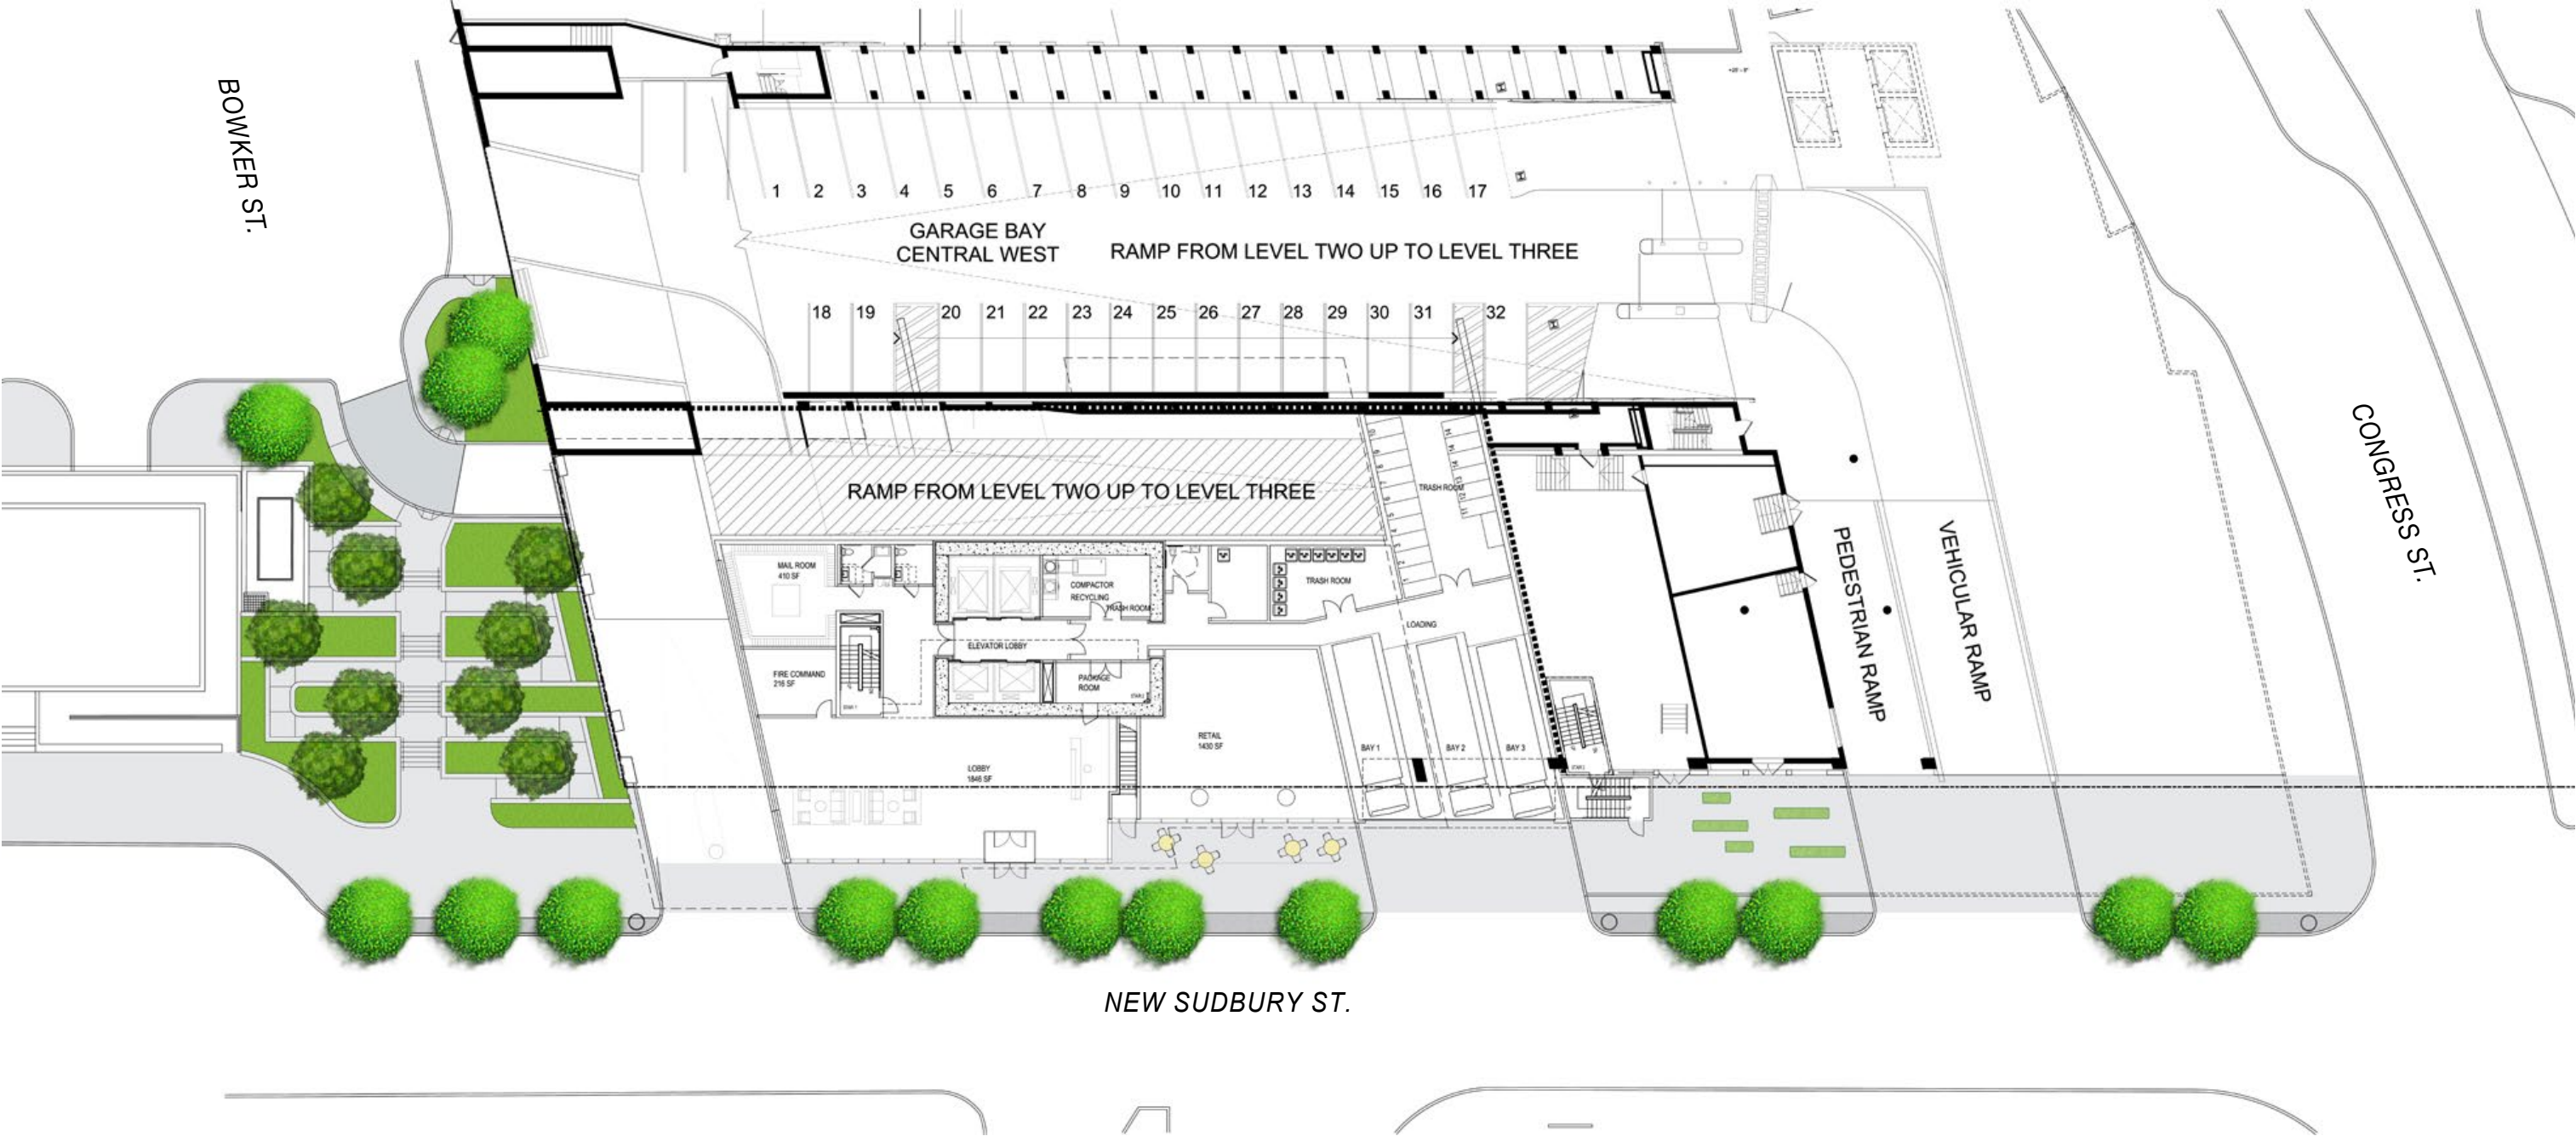 BOWKER ST.
1 2 3 4 5 6 7 8 9 10 11 12 13 14 15 16 17
GARAGE BAY
CENTRAL WEST
RAMP FROM LEVEL TWO UP TO LEVEL THREE
18 19 20 21 22 23 24 25 26 27 28 29 30 31 32
CONGRESS ST.
RAMP FROM LEVEL TWO UP TO LEVEL THREE
TRASH ROOM
PEDESTRIAN RAMP
VEHICULAR RAMP
MAIL ROOM
410 SF
COMPACTOR
RECYCLING
TRASH ROOM
TRASH ROOM
LOADING
ELEVATOR LOBBY
FIRE COMMAND
216 SF
PACKAGE
ROOM
RETAIL
1430 SF
BAY 1
BAY 2
BAY 3
LOBBY
1846 SF
NEW SUDBURY ST.